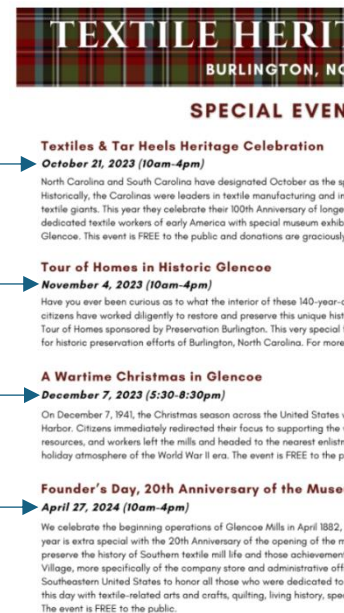 TEXTILE HERI
BURLINGTON, NO
SPECIAL EVEN
Textiles & Tar Heels Heritage Celebration
October 21, 2023 (10am-4pm)
North Carolina and South Carolina have designated October as the sp
Historically, the Carolinas were leaders in textile manufacturing and in
textile giants. This year they celebrate their 100th Anniversary of longe
dedicated textile workers of early America with special museum exhib
Glencoe. This event is FREE to the public and donations are graciously
Tour of Homes in Historic Glencoe
November 4, 2023 (10am-4pm)
Have you ever been curious as to what the interior of these 140-year-o
citizens have worked diligently to restore and preserve this unique hist
Tour of Homes sponsored by Preservation Burlington. This very special
for historic preservation efforts of Burlington, North Carolina. For more
A Wartime Christmas in Glencoe
December 7, 2023 (5:30-8:30pm)
On December 7, 1941, the Christmas season across the United States w
Harbor. Citizens immediately redirected their focus to supporting the
resources, and workers left the mills and headed to the nearest enlistm
holiday atmosphere of the World War II era. The event is FREE to the p
Founder's Day, 20th Anniversary of the Muse
April 27, 2024 (10am-4pm)
We celebrate the beginning operations of Glencoe Mills in April 1882,
year is extra special with the 20th Anniversary of the opening of the m
preserve the history of Southern textile mill life and those achievement
Village, more specifically of the company store and administrative offi
Southeastern United States to honor all those who were dedicated to
this day with textile-related arts and crafts, quilting, living history, spec
The event is FREE to the public.